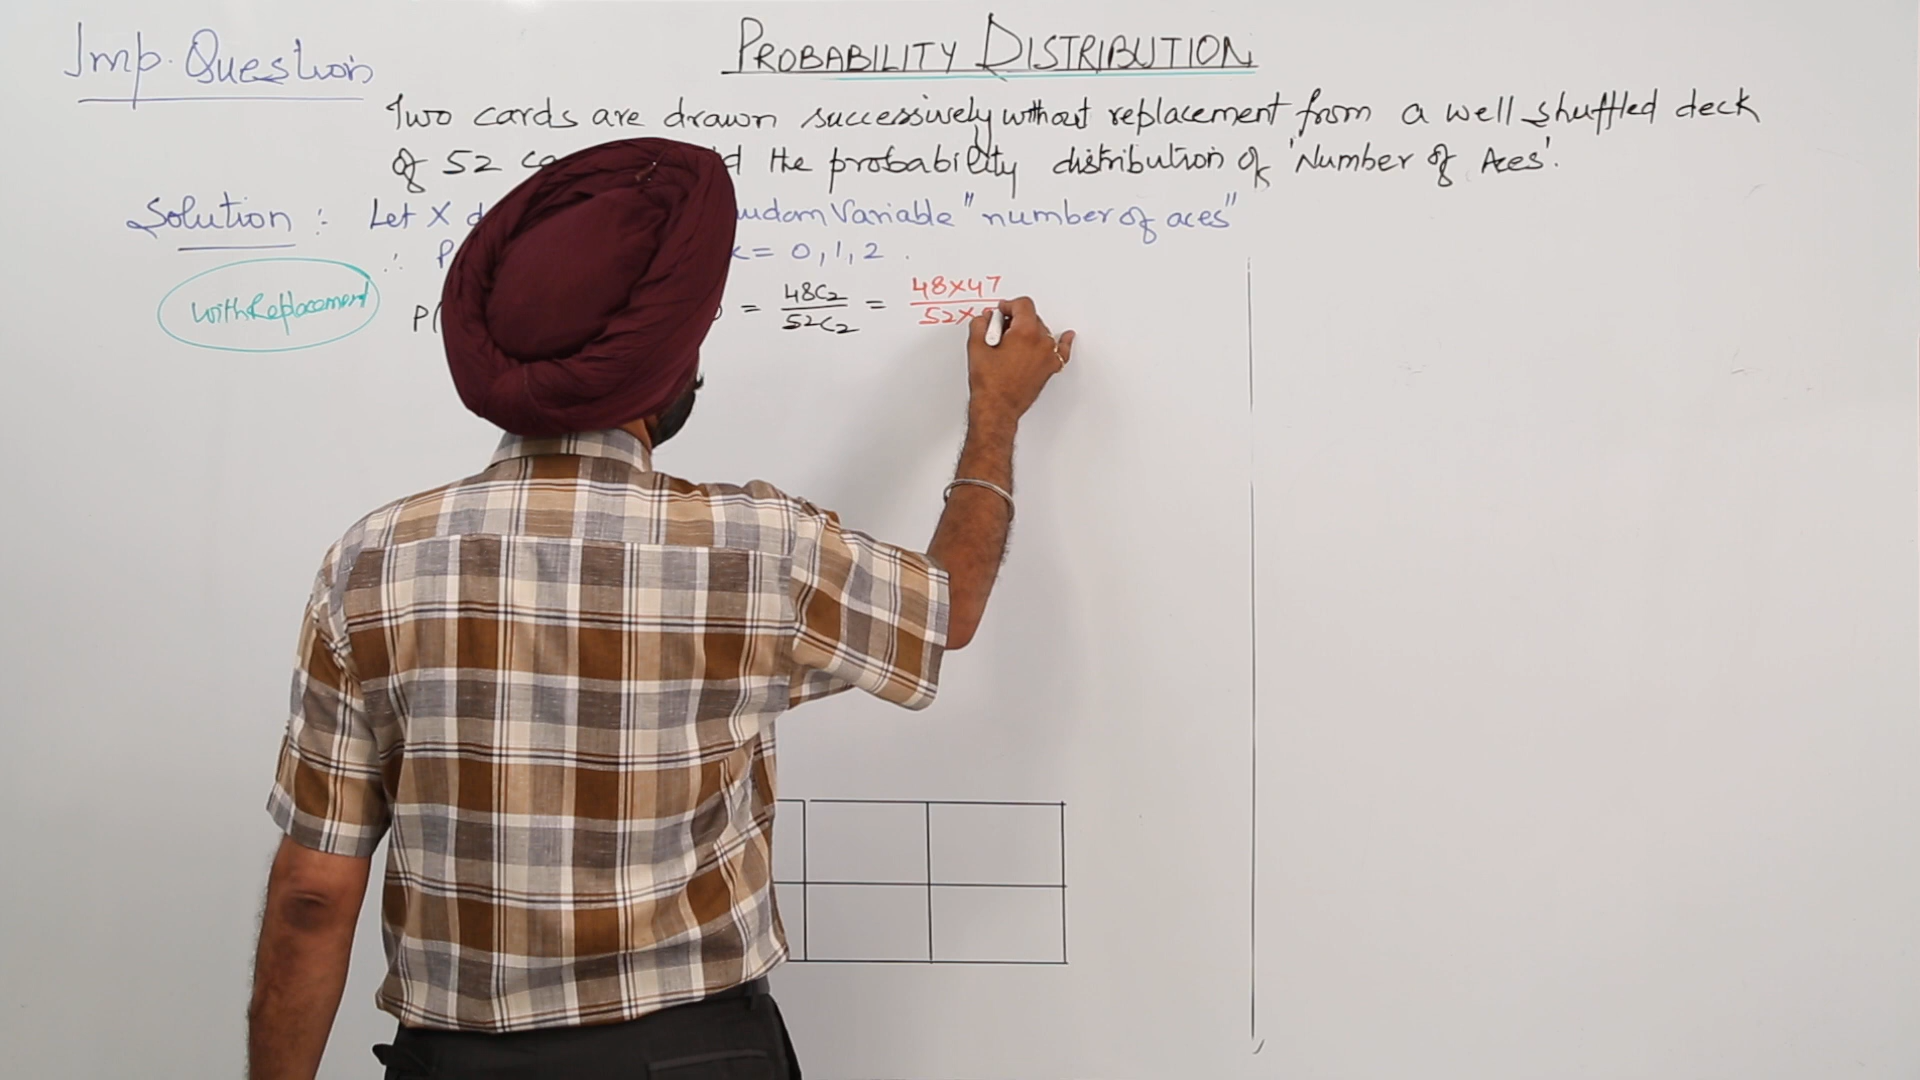 Imp. Question
PROBABILITY DISTRIBUTION
Two cards are drawn successively without replacement from a well shuffled deck
of 52 the probability distribution of 'Number of Aces'.
Solution : Let X Variable "number of aces"
∴ P = 0, 1, 2 .
with Replacement
P( = 48C2/52C2 = 48×47/52×